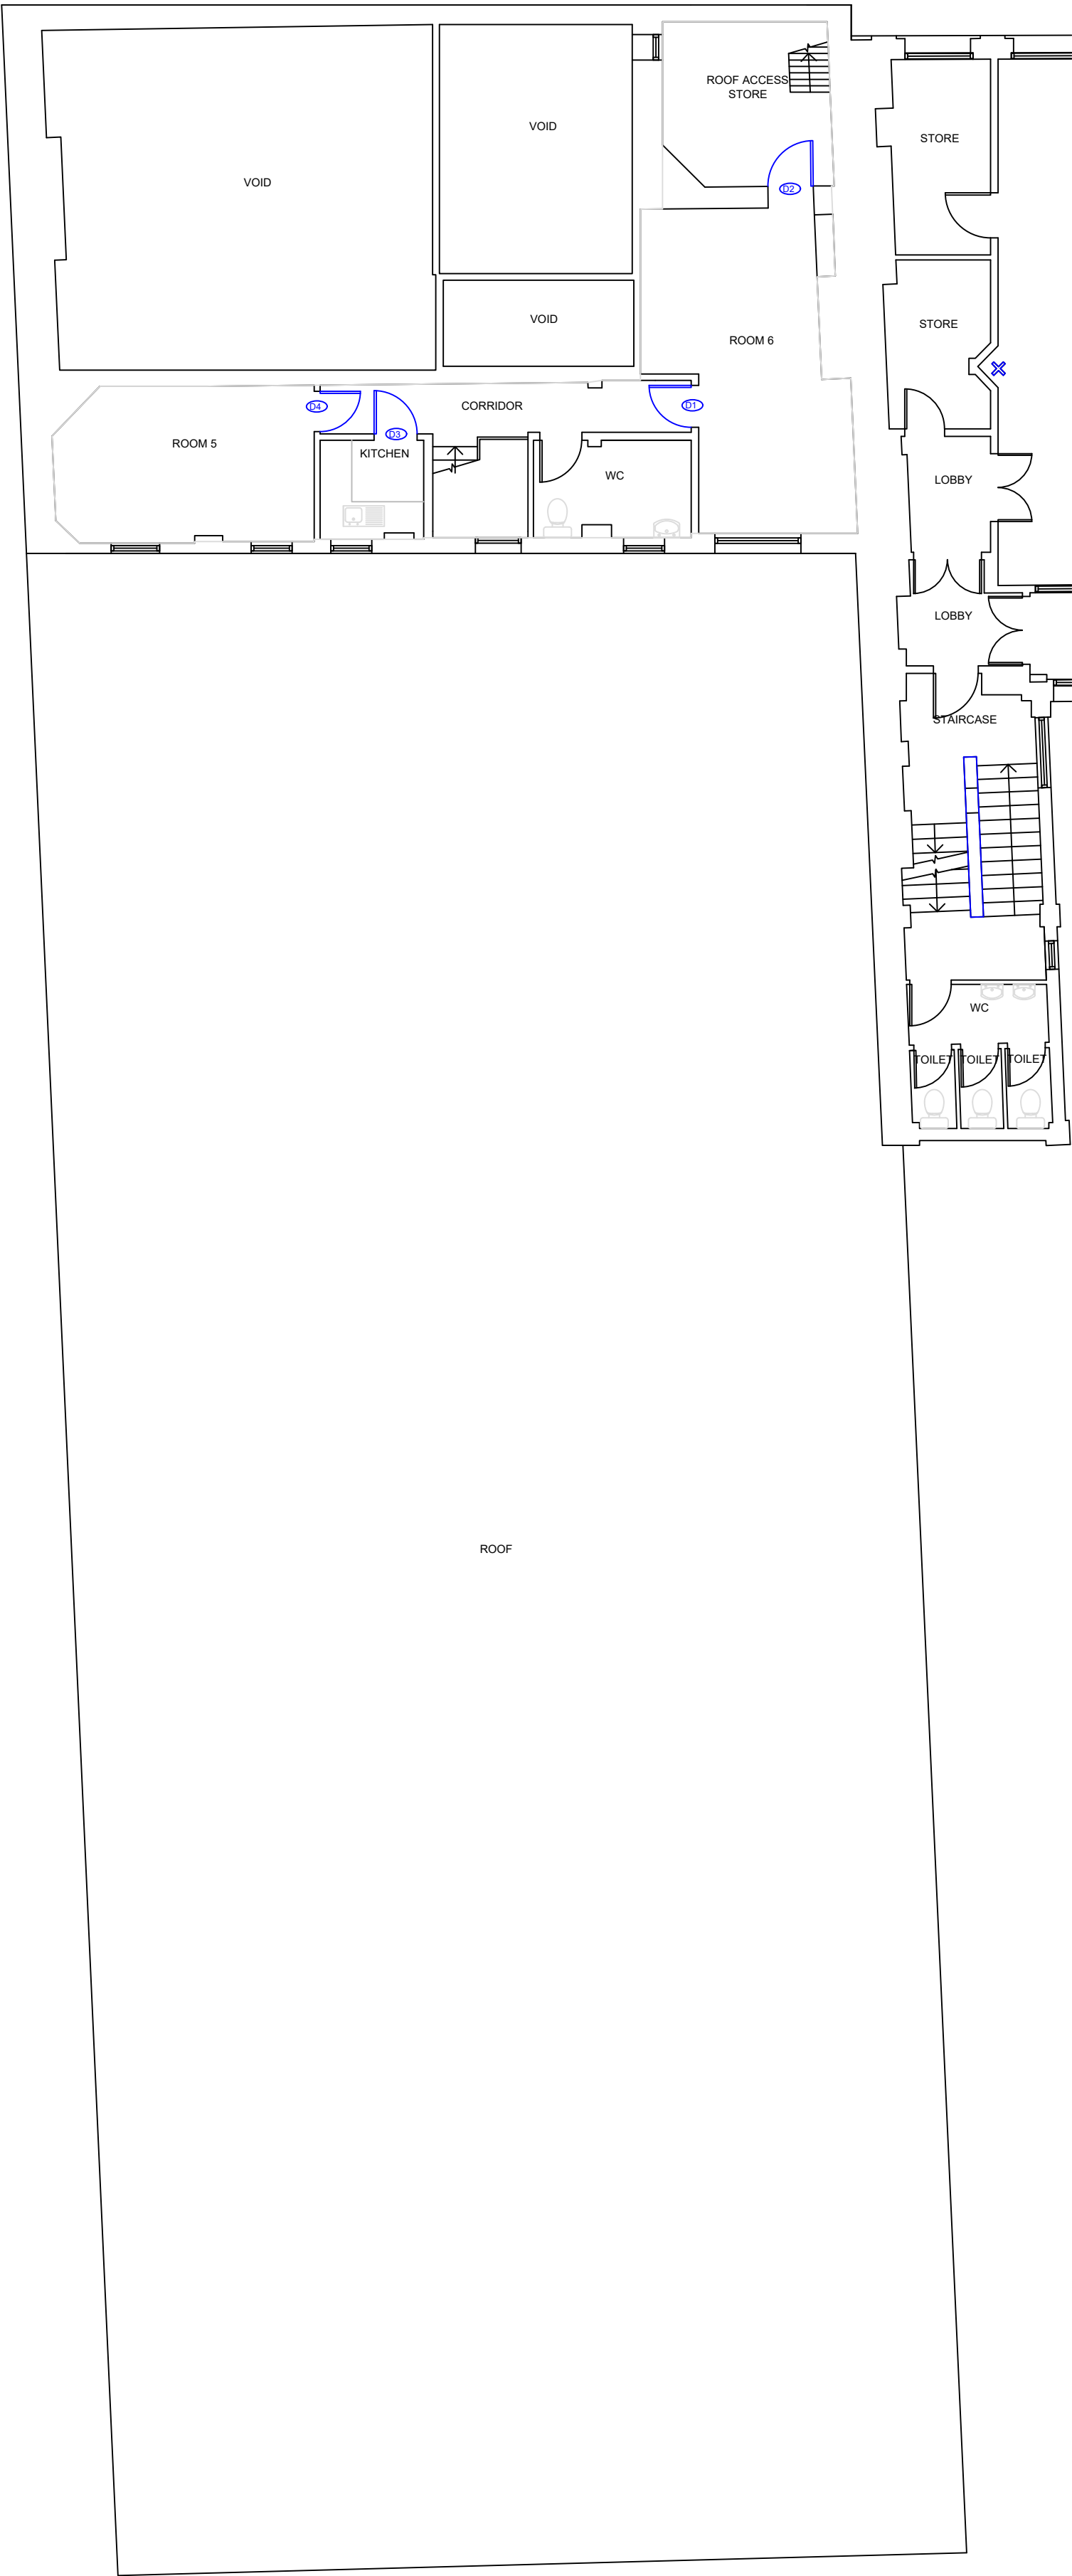 ROOF ACCESS
STORE
VOID
STORE
VOID
D2
VOID
STORE
ROOM 6
D4
CORRIDOR
D1
D3
ROOM 5
KITCHEN
WC
LOBBY
LOBBY
STAIRCASE
WC
TOILET
TOILET
TOILET
ROOF